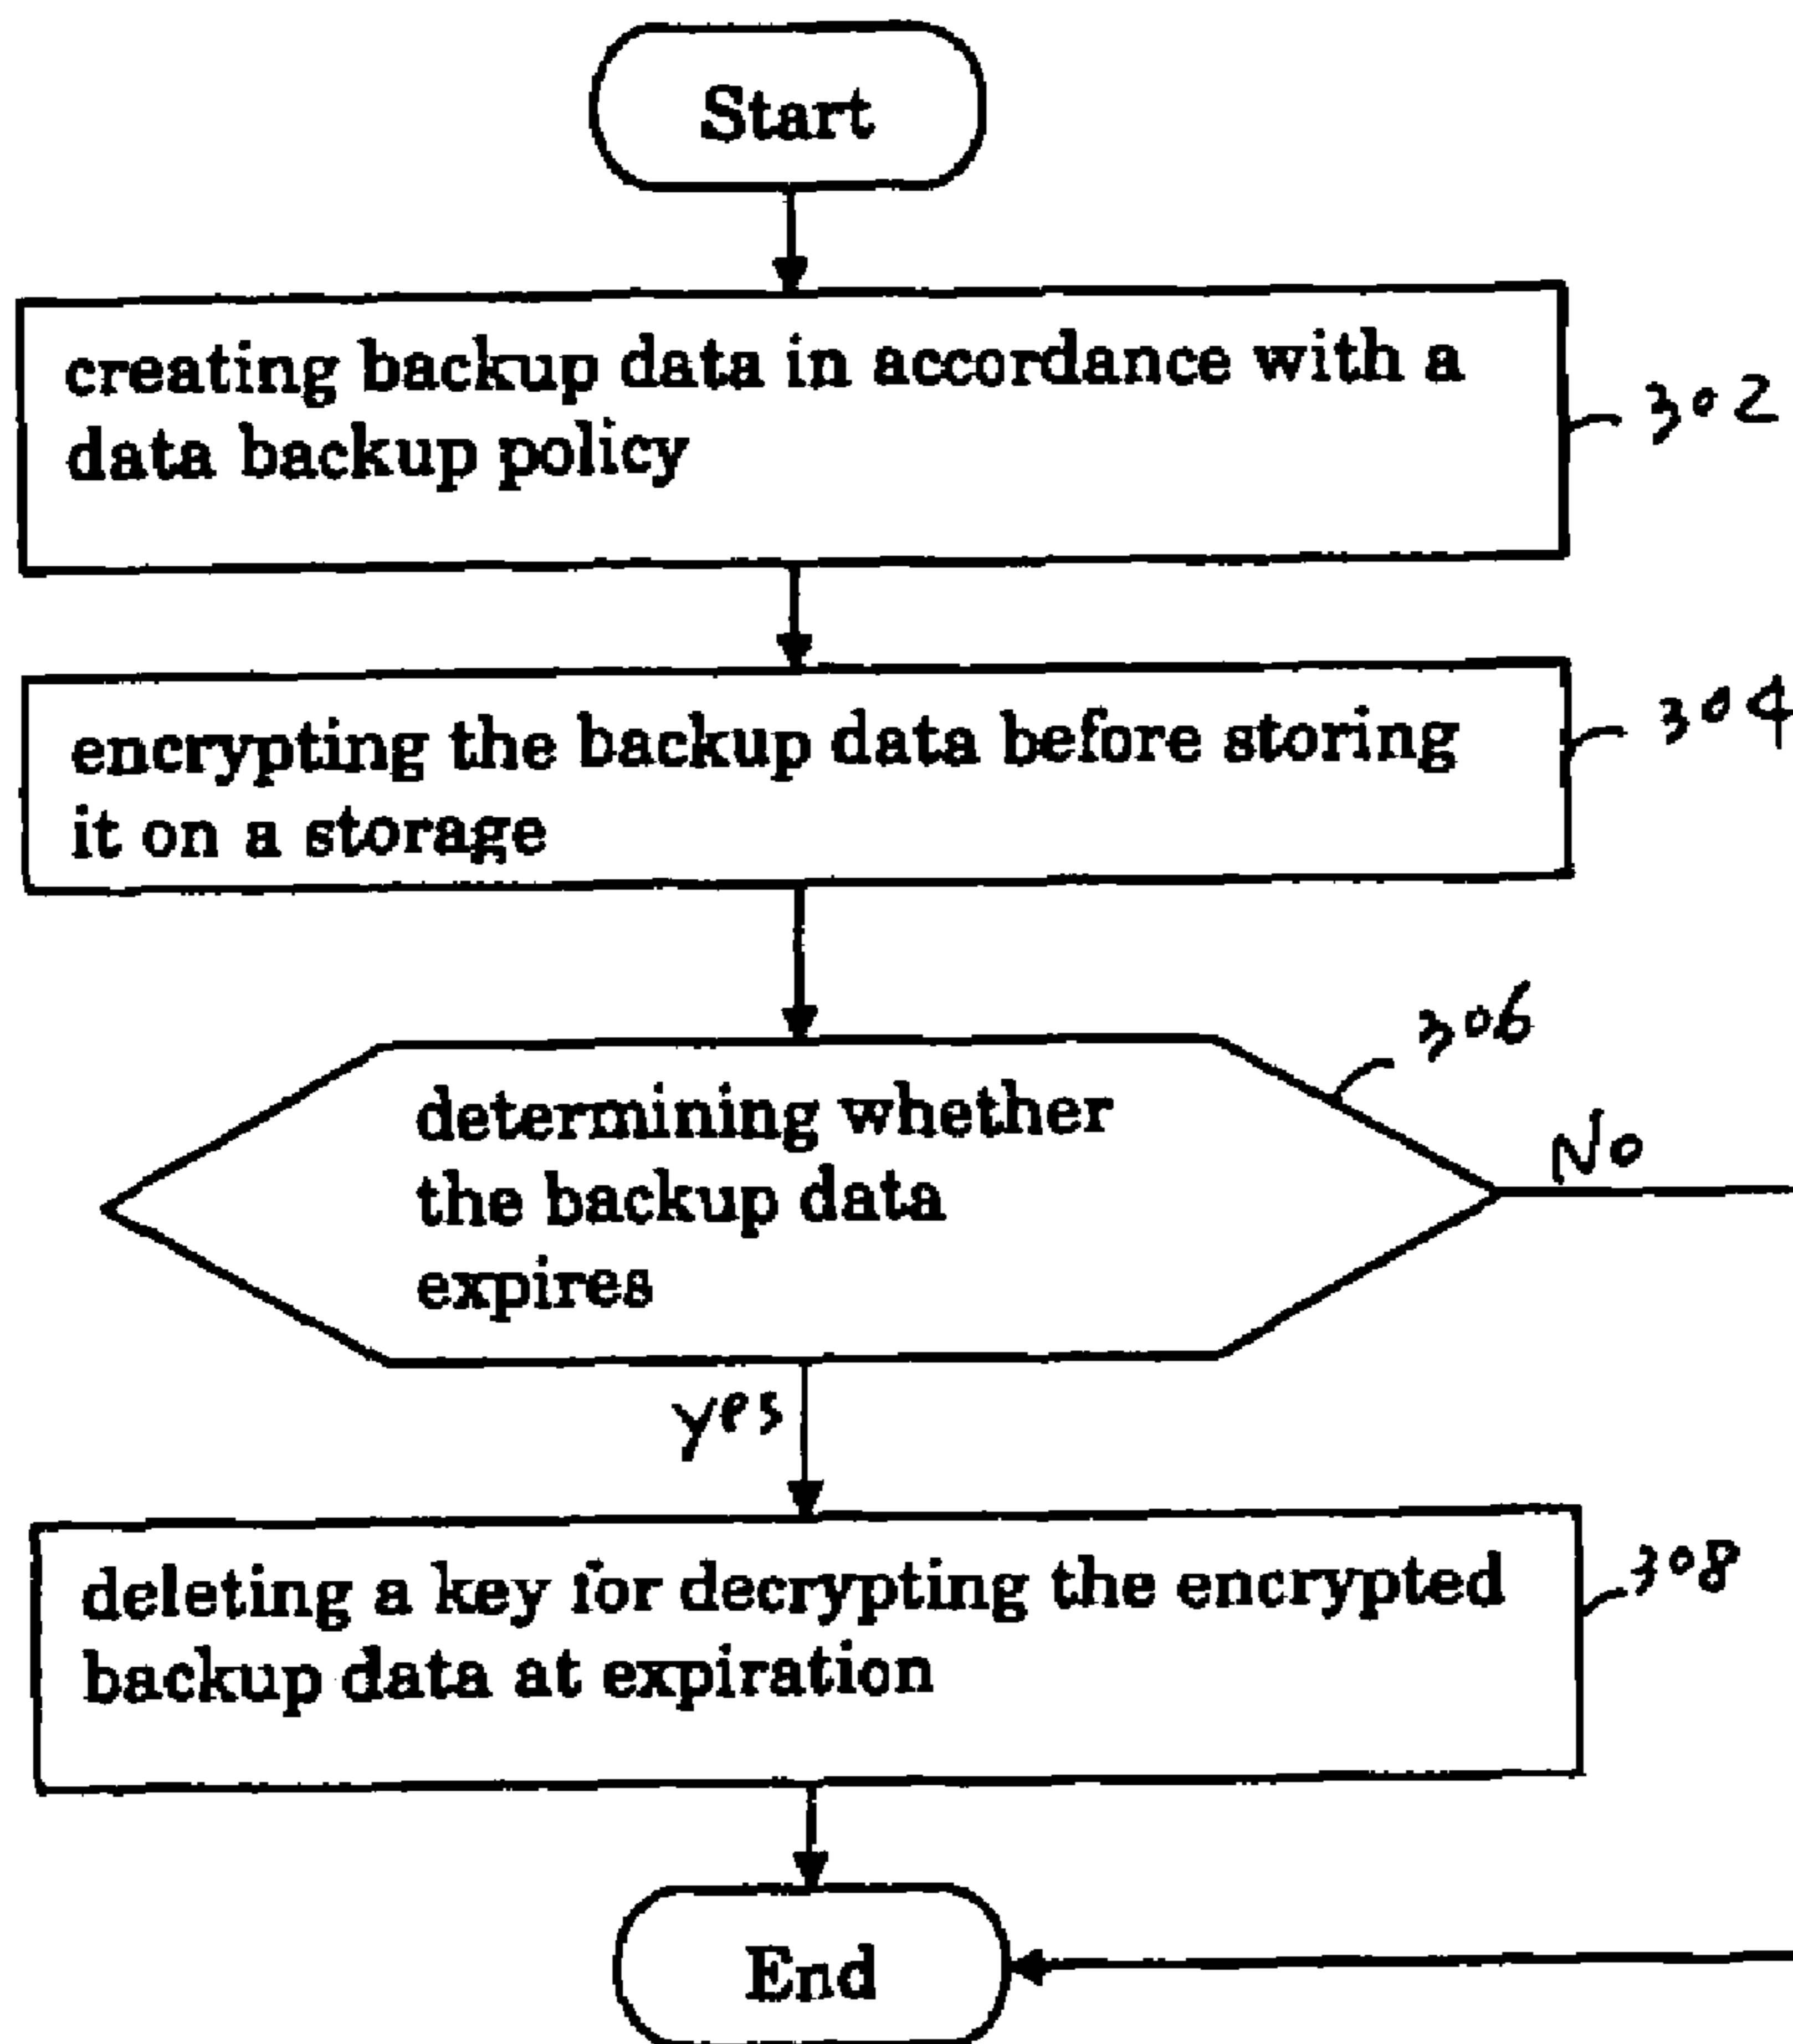 Start
creating backup data in accordance with a
data backup policy
302
encrypting the backup data before storing
it on a storage
304
306
determining whether
the backup data
expires
No
yes
deleting a key for decrypting the encrypted
backup data at expiration
308
End